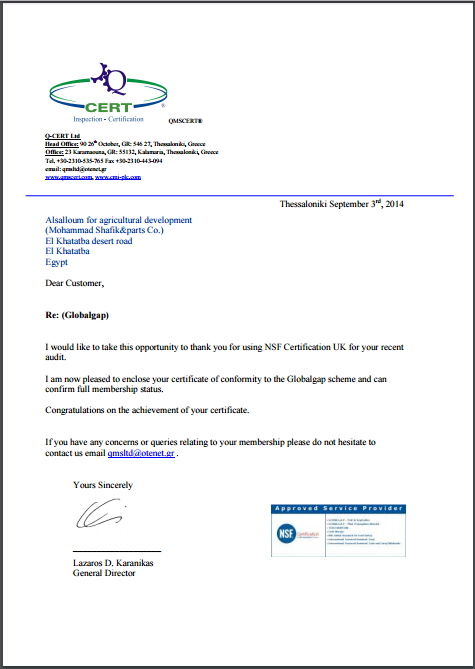 Q
CERT
Inspection - Certification
QMSCERT®
Q-CERT Ltd
Head Office: 90 26th October, GR: 546 27, Thessaloniki, Greece
Office: 23 Karamaouna, GR: 55132, Kalamaria, Thessaloniki, Greece
Tel. +30-2310-535-765 Fax +30-2310-443-094
email: qmsltd@otenet.gr
www.qmscert.com, www.cmi-plc.com
Thessaloniki September 3rd, 2014
Alsalloum for agricultural development
(Mohammad Shafik&parts Co.)
El Khatatba desert road
El Khatatba
Egypt
Dear Customer,
Re: (Globalgap)
I would like to take this opportunity to thank you for using NSF Certification UK for your recent
audit.
I am now pleased to enclose your certificate of conformity to the Globalgap scheme and can
confirm full membership status.
Congratulations on the achievement of your certificate.
If you have any concerns or queries relating to your membership please do not hesitate to
contact us email qmsltd@otenet.gr .
Yours Sincerely
Approved Service Provider
NSF Certification
Lazaros D. Karanikas
General Director